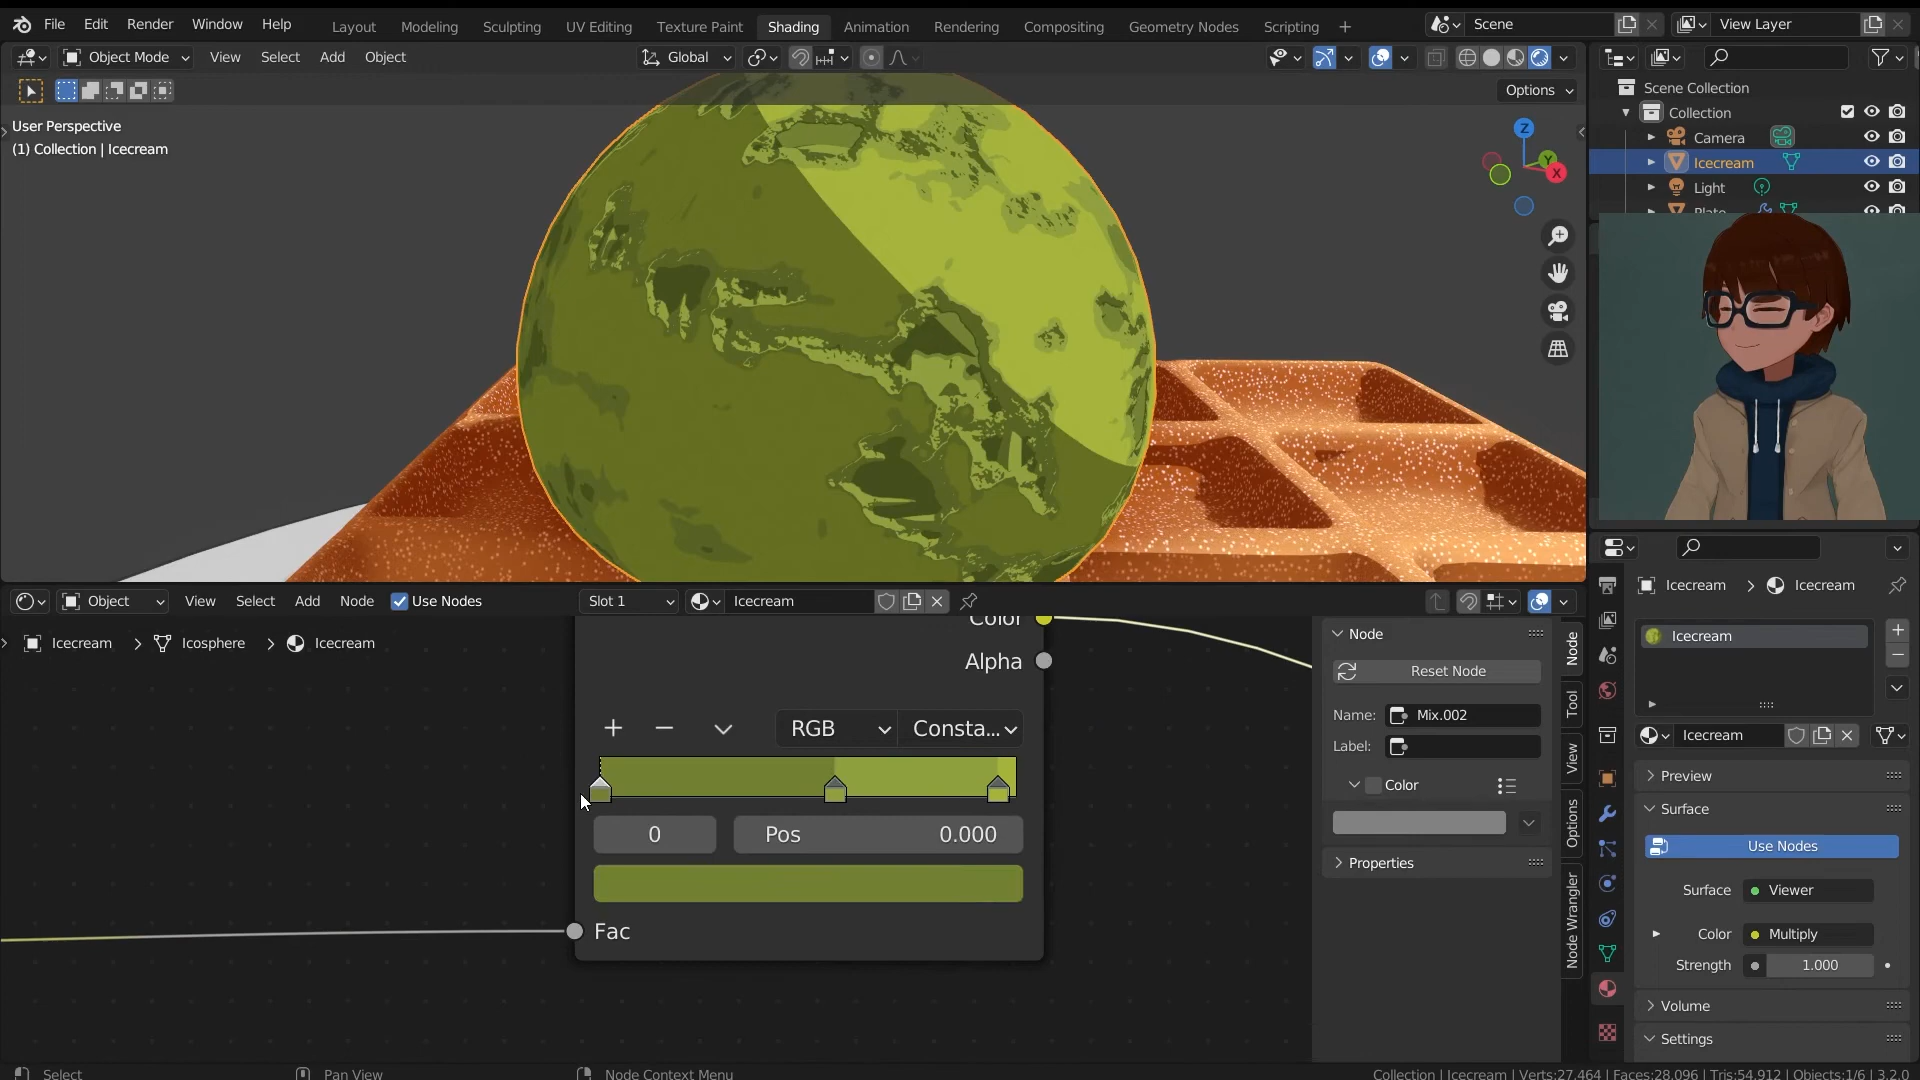 File Edit Render Window Help Layout Modeling Sculpting UV Editing Texture Paint Shading Animation Rendering Compositing Geometry Nodes Scripting + Scene View Layer
Object Mode View Select Add Object Global
Options
User Perspective
(1) Collection | Icecream
Z
Y
X
Scene Collection
Collection
Camera
Icecream
Light
Plate
Object View Select Add Node Use Nodes Slot 1 Icecream
Icecream > Icosphere > Icecream
Color
Alpha
RGB Consta...
0 Pos 0.000
Fac
Node
Reset Node
Name: Mix.002
Label:
Color
Properties
Node
Tool
View
Options
Node Wrangler
Icecream > Icecream
Icecream
Icecream
Preview
Surface
Use Nodes
Surface Viewer
Color Multiply
Strength 1.000
Volume
Settings
Select Pan View Node Context Menu Collection | Icecream | Verts:27,464 | Faces:28,096 | Tris:54,912 | Objects:1/6 | 3.2.0